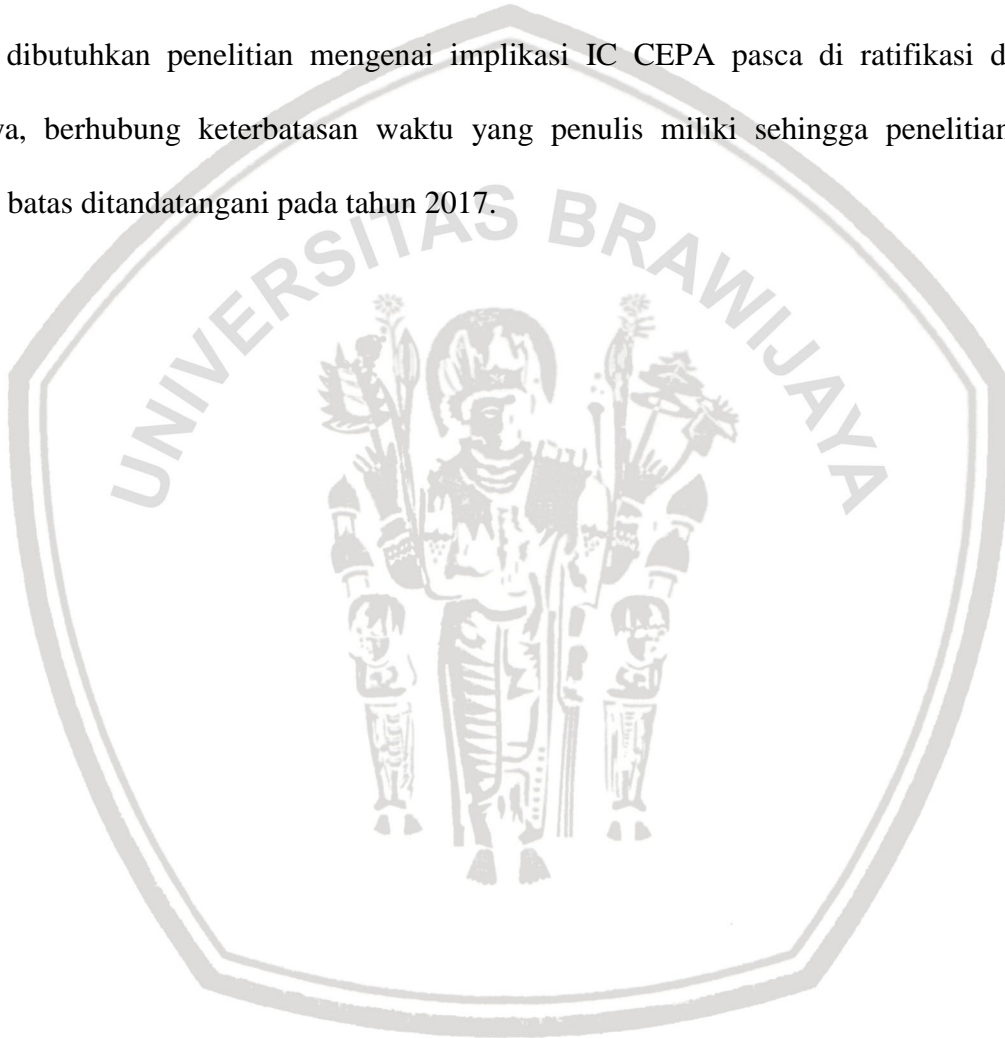 dibutuhkan penelitian mengenai implikasi IC CEPA pasca di ratifikasi
berhubung keterbatasan waktu yang penulis miliki sehingga penelitian
batas ditandatangani pada tahun 2017.
UNIVERSITAS BRAWIJAYA